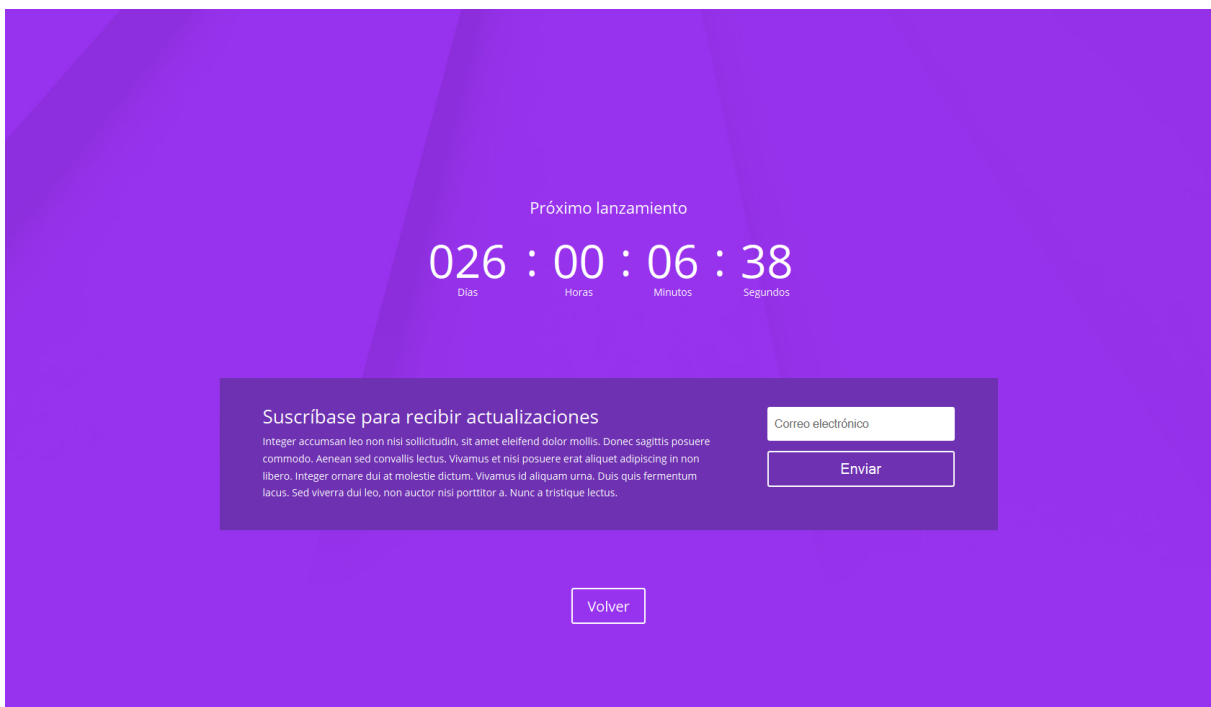 Próximo lanzamiento
026 : 00 : 06 : 38
Días Horas Minutos Segundos
Suscríbase para recibir actualizaciones
Integer accumsan leo non nisi sollicitudin, sit amet eleifend dolor mollis. Donec sagittis posuere
commodo. Aenean sed convallis lectus. Vivamus et nisi posuere erat aliquet adipiscing in non
libero. Integer ornare dui at molestie dictum. Vivamus id aliquam urna. Duis quis fermentum
lacus. Sed viverra dui leo, non auctor nisi porttitor a. Nunc a tristique lectus.
Correo electrónico
Enviar
Volver